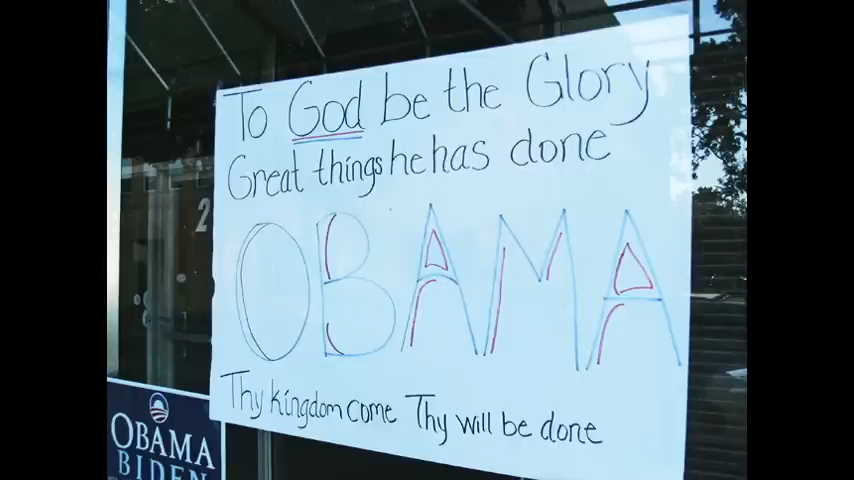 To God be the Glory
Great things he has done
OBAMA
Thy kingdom come Thy will be done
2
OBAMA
BIDEN